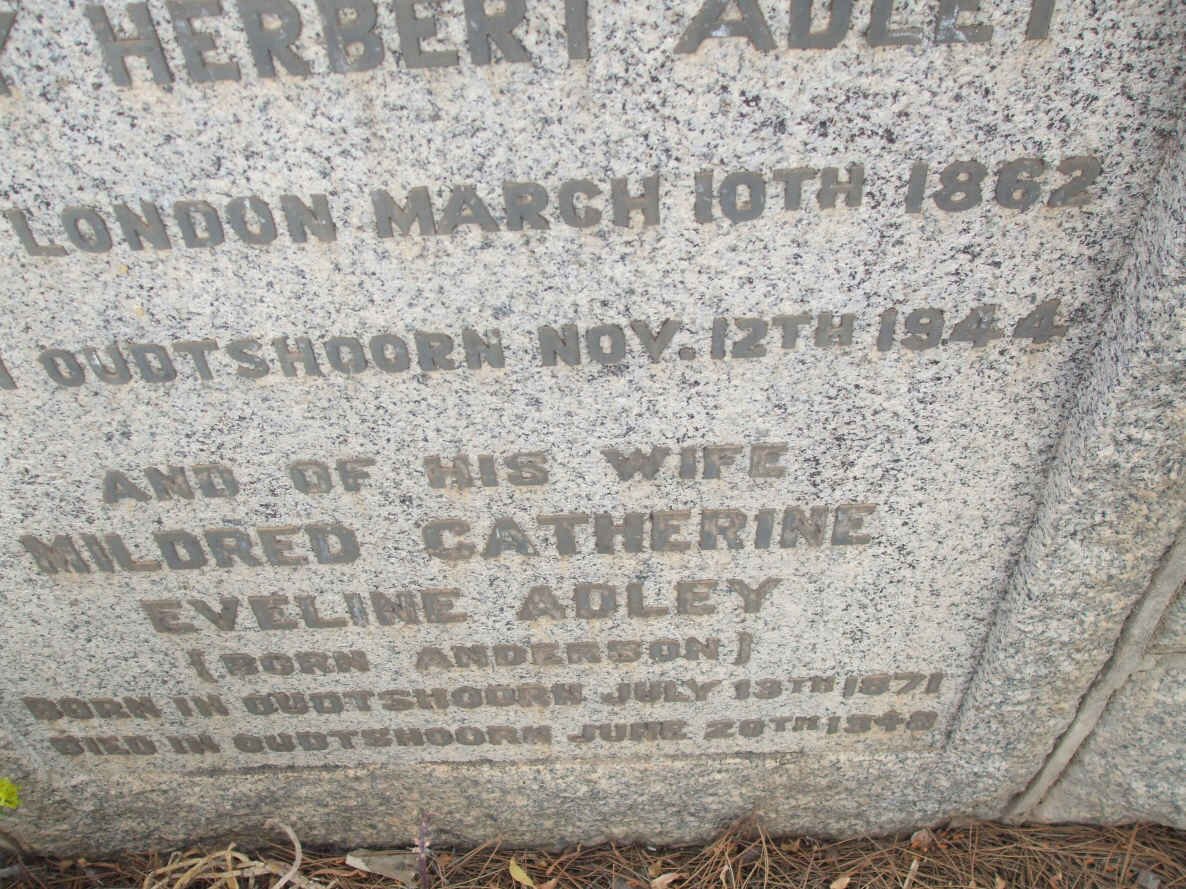 HERBERT ADLEY
LONDON MARCH 10TH 1862
OUDTSHOORN NOV. 12TH 1944
AND OF HIS WIFE
MILDRED CATHERINE
EVELINE ADLEY
(BORN ANDERSON)
BORN IN OUDTSHOORN JULY 13TH 1871
DIED IN OUDTSHOORN JUNE 20TH 1948